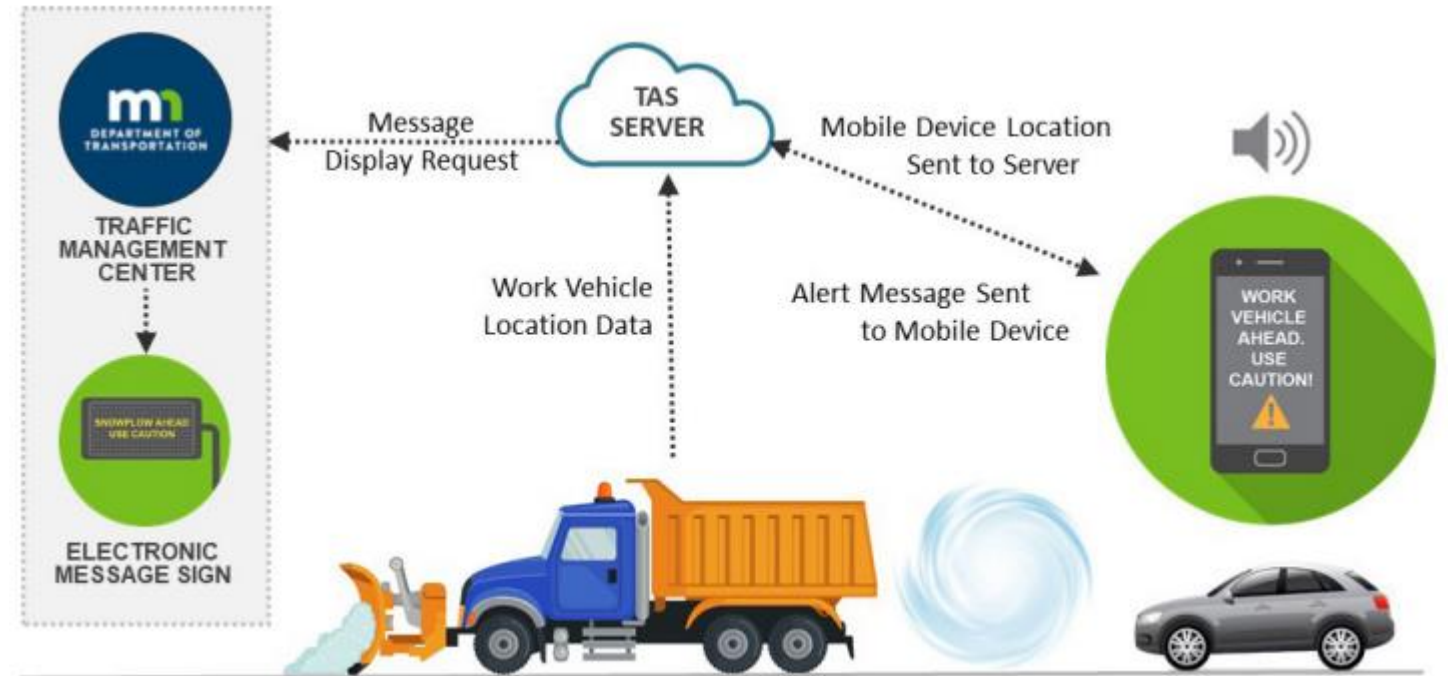 mn
DEPARTMENT OF
TRANSPORTATION
TRAFFIC
MANAGEMENT
CENTER
SNOWPLOW AHEAD
USE CAUTION
ELECTRONIC
MESSAGE SIGN
Message
Display Request
TAS
SERVER
Work Vehicle
Location Data
Mobile Device Location
Sent to Server
Alert Message Sent
to Mobile Device
WORK
VEHICLE
AHEAD.
USE
CAUTION!